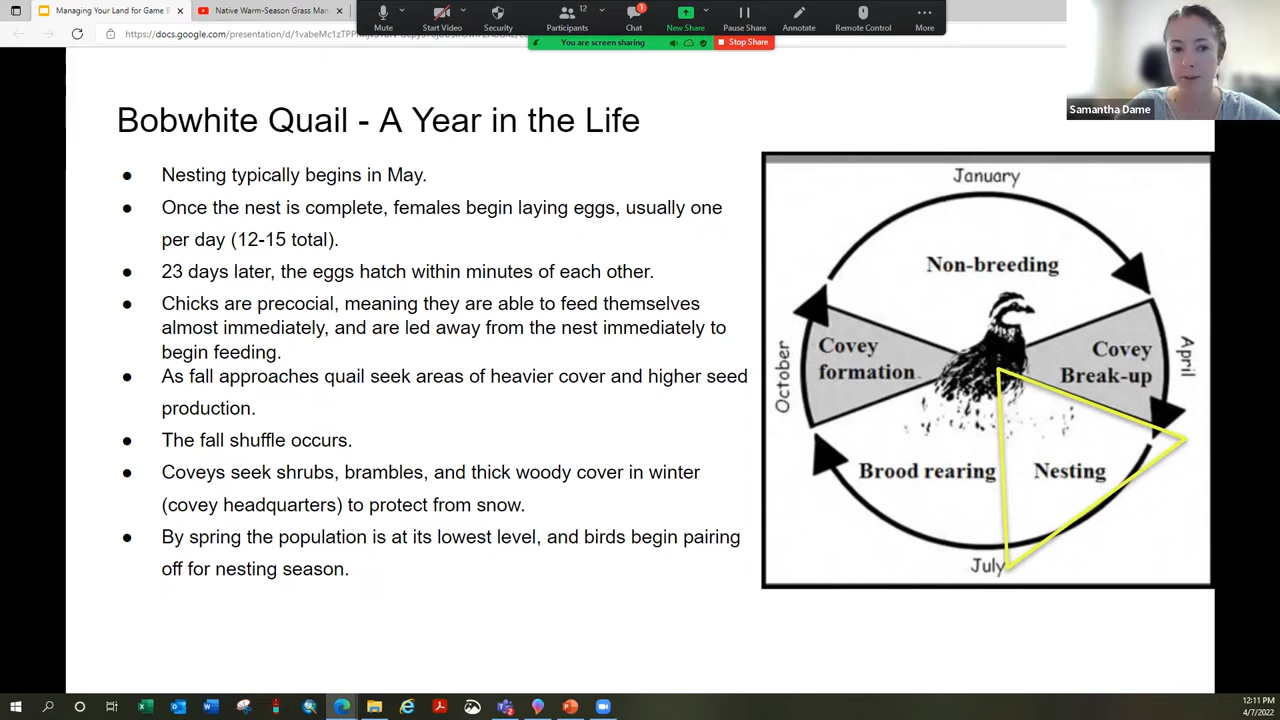 Managing Your Land for Game B
Native Warm-Season Grass Man
Mute
Start Video
Security
12
Participants
1
Chat
New Share
Pause Share
Annotate
Remote Control
More
You are screen sharing
Stop Share
Samantha Dame
Bobwhite Quail - A Year in the Life
● Nesting typically begins in May.
● Once the nest is complete, females begin laying eggs, usually one
per day (12-15 total).
● 23 days later, the eggs hatch within minutes of each other.
● Chicks are precocial, meaning they are able to feed themselves
almost immediately, and are led away from the nest immediately to
begin feeding.
● As fall approaches quail seek areas of heavier cover and higher seed
production.
● The fall shuffle occurs.
● Coveys seek shrubs, brambles, and thick woody cover in winter
(covey headquarters) to protect from snow.
● By spring the population is at its lowest level, and birds begin pairing
off for nesting season.
January
Non-breeding
Covey
formation
October
Covey
Break-up
April
Brood rearing
Nesting
July
12:11 PM
4/7/2022